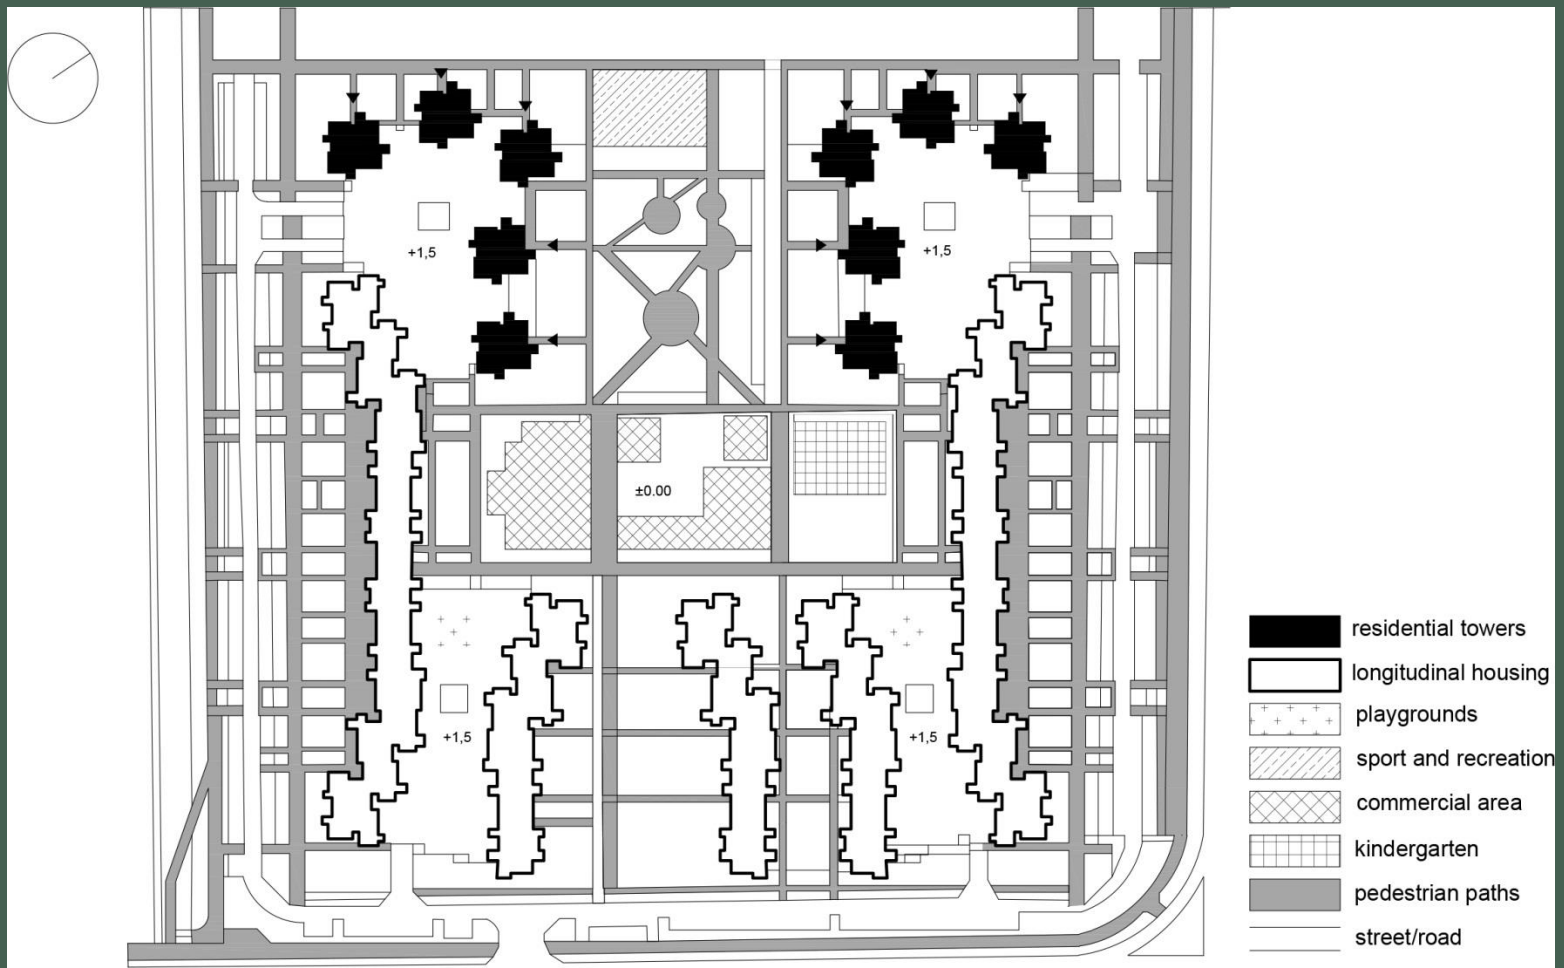 +1,5
+1,5
±0.00
+1,5
+1,5
residential towers
longitudinal housing
playgrounds
sport and recreation
commercial area
kindergarten
pedestrian paths
street/road